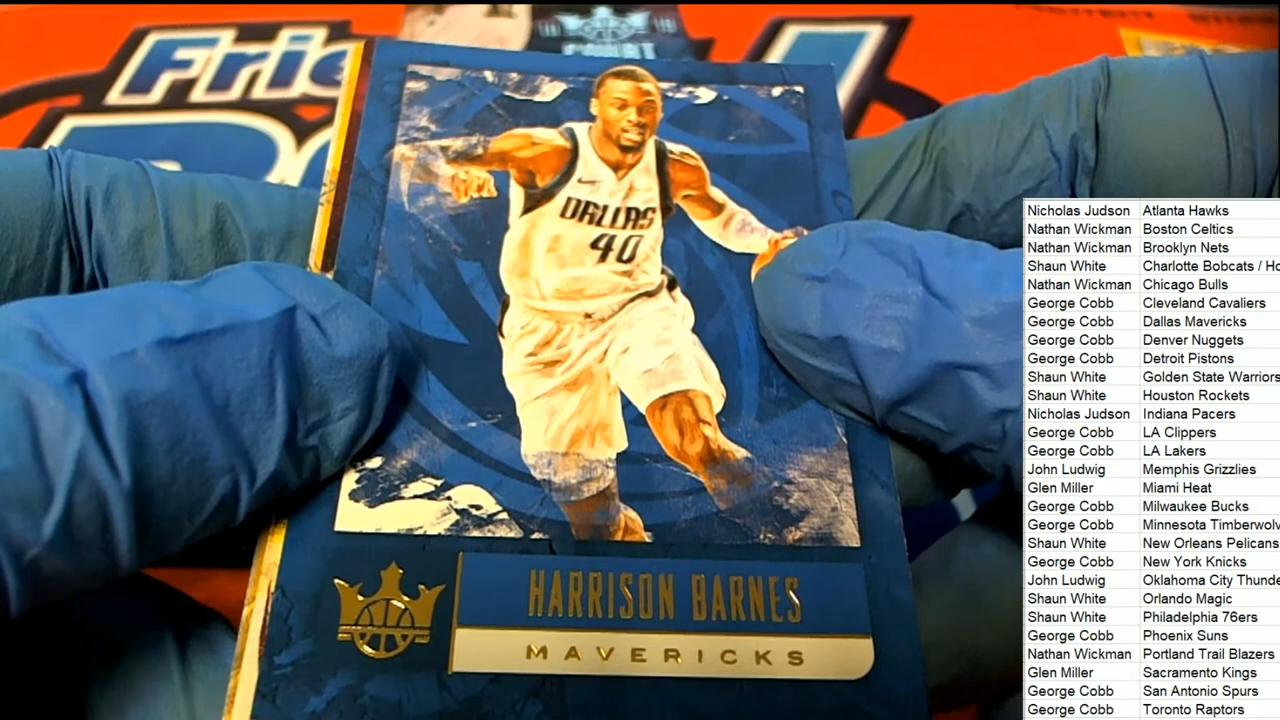 Frie
DALLAS
40
HARRISON BARNES
MAVERICKS
Nicholas Judson Atlanta Hawks
Nathan Wickman Boston Celtics
Nathan Wickman Brooklyn Nets
Shaun White Charlotte Bobcats / Ho
Nathan Wickman Chicago Bulls
George Cobb Cleveland Cavaliers
George Cobb Dallas Mavericks
George Cobb Denver Nuggets
George Cobb Detroit Pistons
Shaun White Golden State Warriors
Shaun White Houston Rockets
Nicholas Judson Indiana Pacers
George Cobb LA Clippers
George Cobb LA Lakers
John Ludwig Memphis Grizzlies
Glen Miller Miami Heat
George Cobb Milwaukee Bucks
George Cobb Minnesota Timberwolv
Shaun White New Orleans Pelicans
George Cobb New York Knicks
John Ludwig Oklahoma City Thunde
Shaun White Orlando Magic
Shaun White Philadelphia 76ers
George Cobb Phoenix Suns
Nathan Wickman Portland Trail Blazers
Glen Miller Sacramento Kings
George Cobb San Antonio Spurs
George Cobb Toronto Raptors